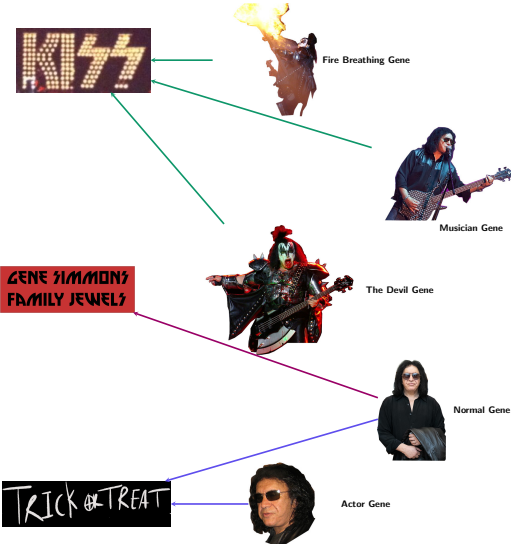 KISS
Fire Breathing Gene
Musician Gene
GENE SIMMONS
FAMILY JEWELS
The Devil Gene
Normal Gene
TRICK OR TREAT
Actor Gene